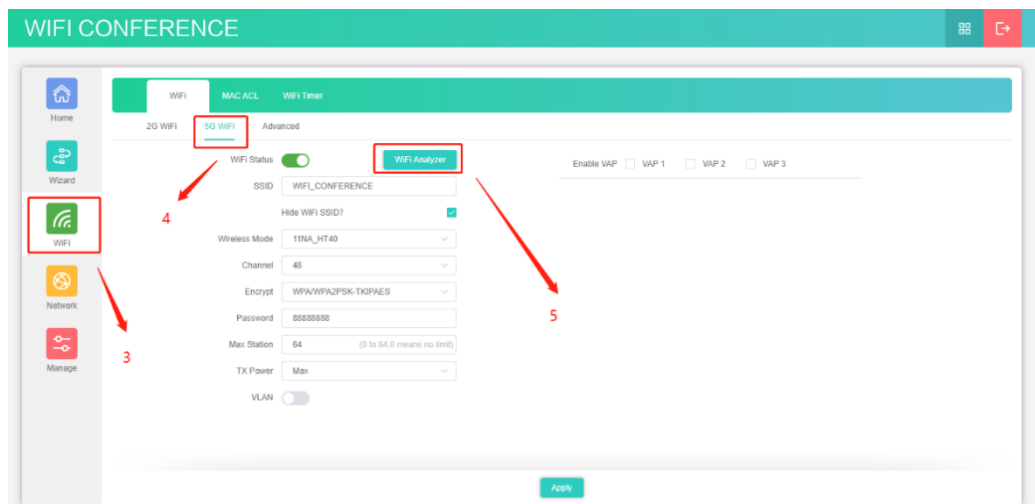 WIFI CONFERENCE
Home
Wizard
WiFi
Network
Manage
WiFi MAC ACL WiFi Timer
2G WiFi 5G WiFi Advanced
WiFi Status WiFi Analyzer
Enable VAP VAP 1 VAP 2 VAP 3
SSID WIFI_CONFERENCE
Hide WiFi SSID?
Wireless Mode 11NA_HT40
Channel 48
Encrypt WPA/WPA2PSK-TKIPAES
Password 88888888
Max Station 64 (0 to 64,0 means no limit)
TX Power Max
VLAN
3
4
5
Apply